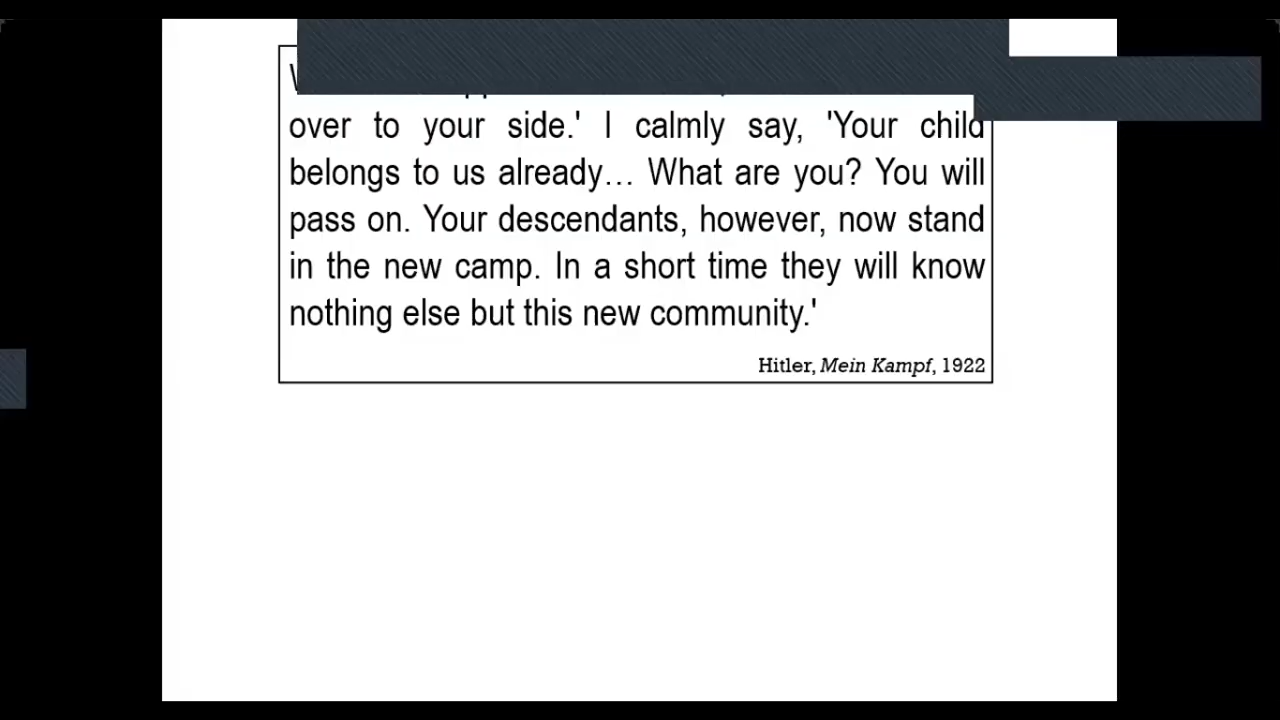 over to your side.' I calmly say, 'Your child
belongs to us already… What are you? You will
pass on. Your descendants, however, now stand
in the new camp. In a short time they will know
nothing else but this new community.'
Hitler, Mein Kampf, 1922